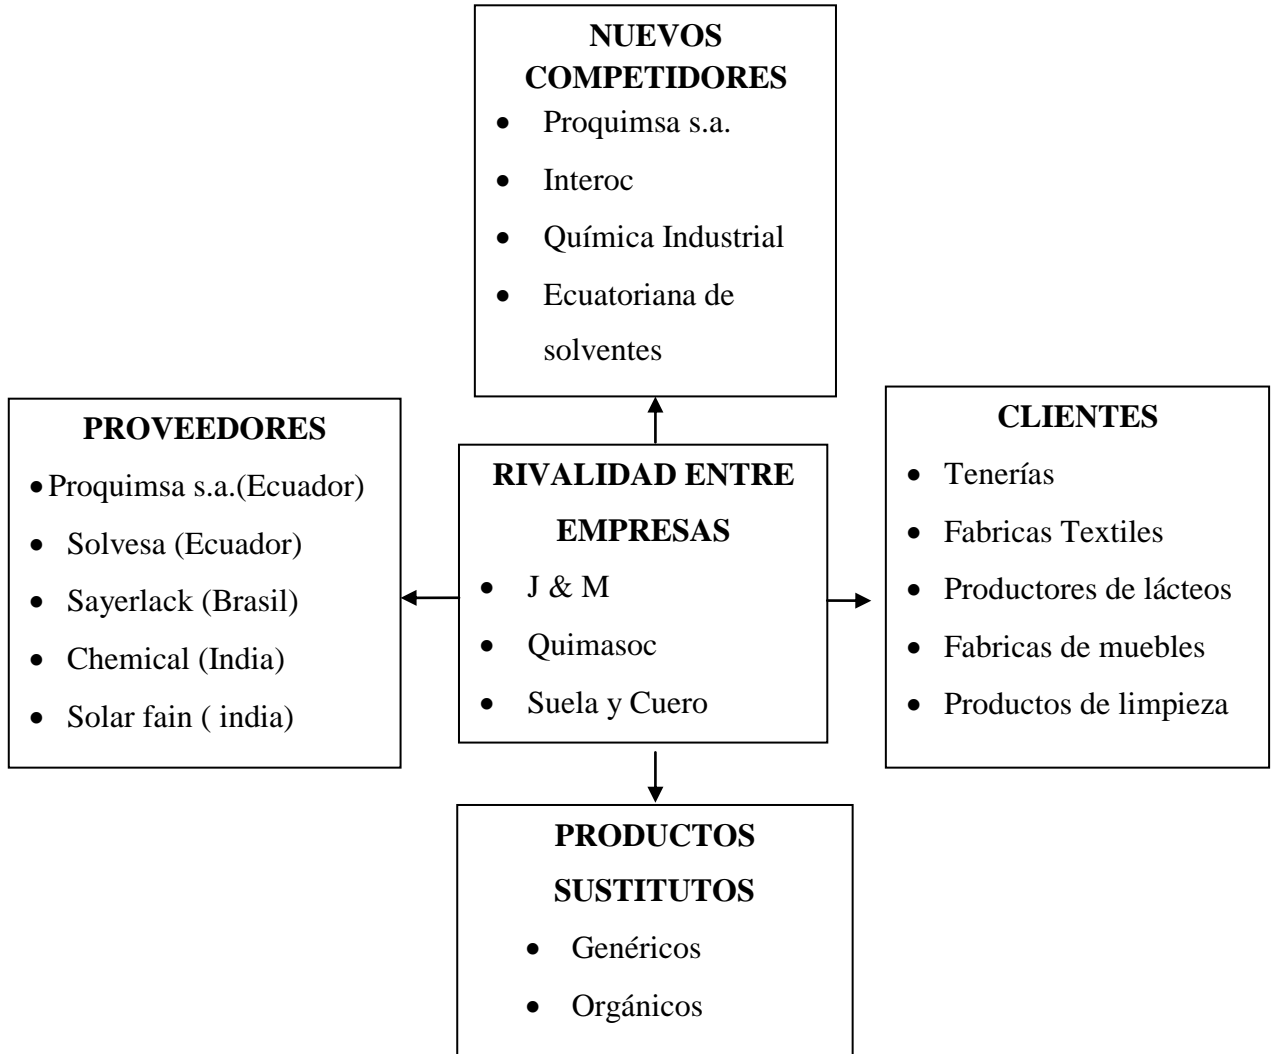 NUEVOS
COMPETIDORES
• Proquimsa s.a.
• Interoc
• Química Industrial
• Ecuatoriana de
solventes
PROVEEDORES
• Proquimsa s.a.(Ecuador)
• Solvesa (Ecuador)
• Sayerlack (Brasil)
• Chemical (India)
• Solar fain ( india)
RIVALIDAD ENTRE
EMPRESAS
• J & M
• Quimasoc
• Suela y Cuero
CLIENTES
• Tenerías
• Fabricas Textiles
• Productores de lácteos
• Fabricas de muebles
• Productos de limpieza
PRODUCTOS
SUSTITUTOS
• Genéricos
• Orgánicos